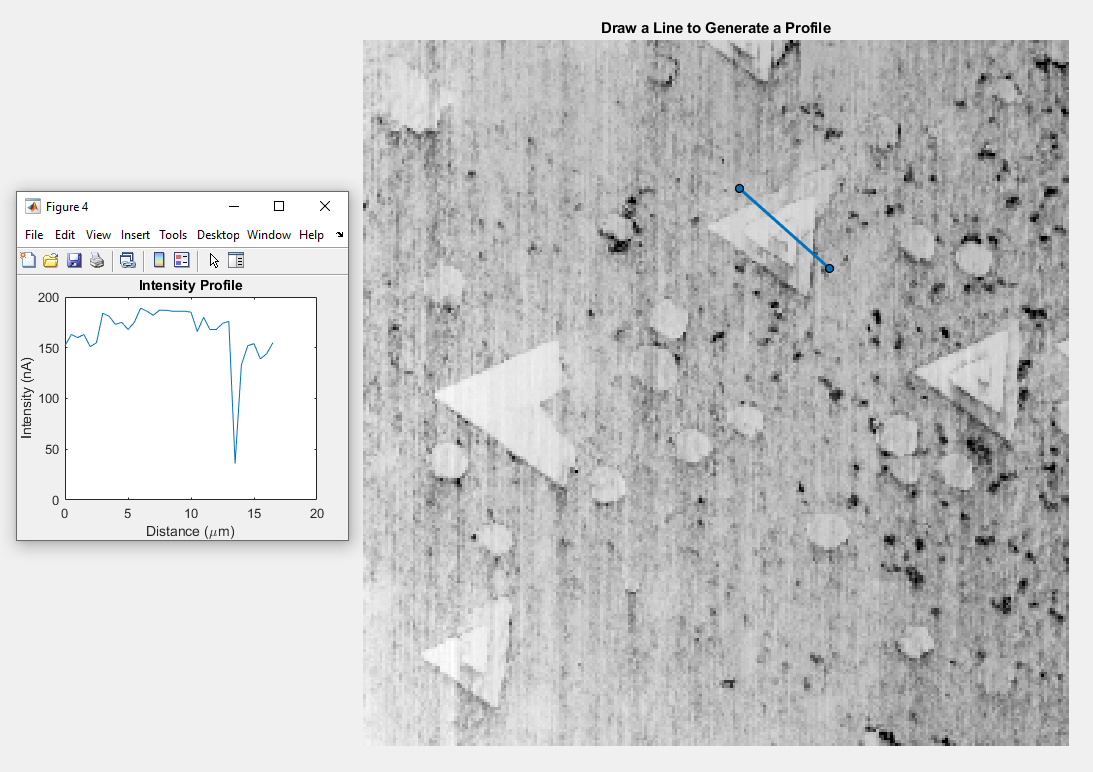 Draw a Line to Generate a Profile
Figure 4
File Edit View Insert Tools Desktop Window Help
Intensity Profile
200
150
100
50
0
Intensity (nA)
0 5 10 15 20
Distance (μm)